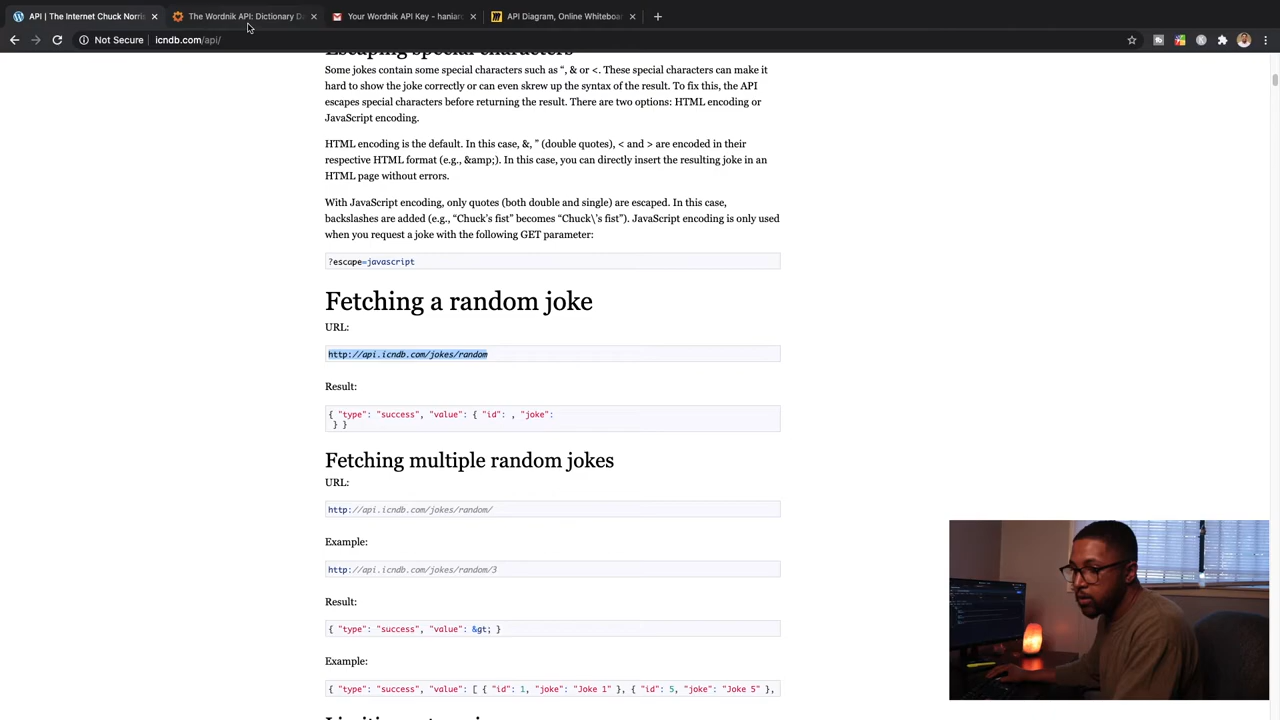 API | The Internet Chuck Norris
The Wordnik API: Dictionary Da
Your Wordnik API Key - haniaro
API Diagram, Online Whiteboa
Not Secure
icndb.com/api/
Escaping special characters
Some jokes contain some special characters such as “, & or <. These special characters can make it
hard to show the joke correctly or can even skrew up the syntax of the result. To fix this, the API
escapes special characters before returning the result. There are two options: HTML encoding or
JavaScript encoding.
HTML encoding is the default. In this case, &, ” (double quotes), < and > are encoded in their
respective HTML format (e.g., &amp;). In this case, you can directly insert the resulting joke in an
HTML page without errors.
With JavaScript encoding, only quotes (both double and single) are escaped. In this case,
backslashes are added (e.g., “Chuck’s fist” becomes “Chuck\’s fist”). JavaScript encoding is only used
when you request a joke with the following GET parameter:
?escape=javascript
Fetching a random joke
URL:
http://api.icndb.com/jokes/random
Result:
{ "type": "success", "value": { "id": , "joke":
} }
Fetching multiple random jokes
URL:
http://api.icndb.com/jokes/random/
Example:
http://api.icndb.com/jokes/random/3
Result:
{ "type": "success", "value": &gt; }
Example:
{ "type": "success", "value": [ { "id": 1, "joke": "Joke 1" }, { "id": 5, "joke": "Joke 5" },